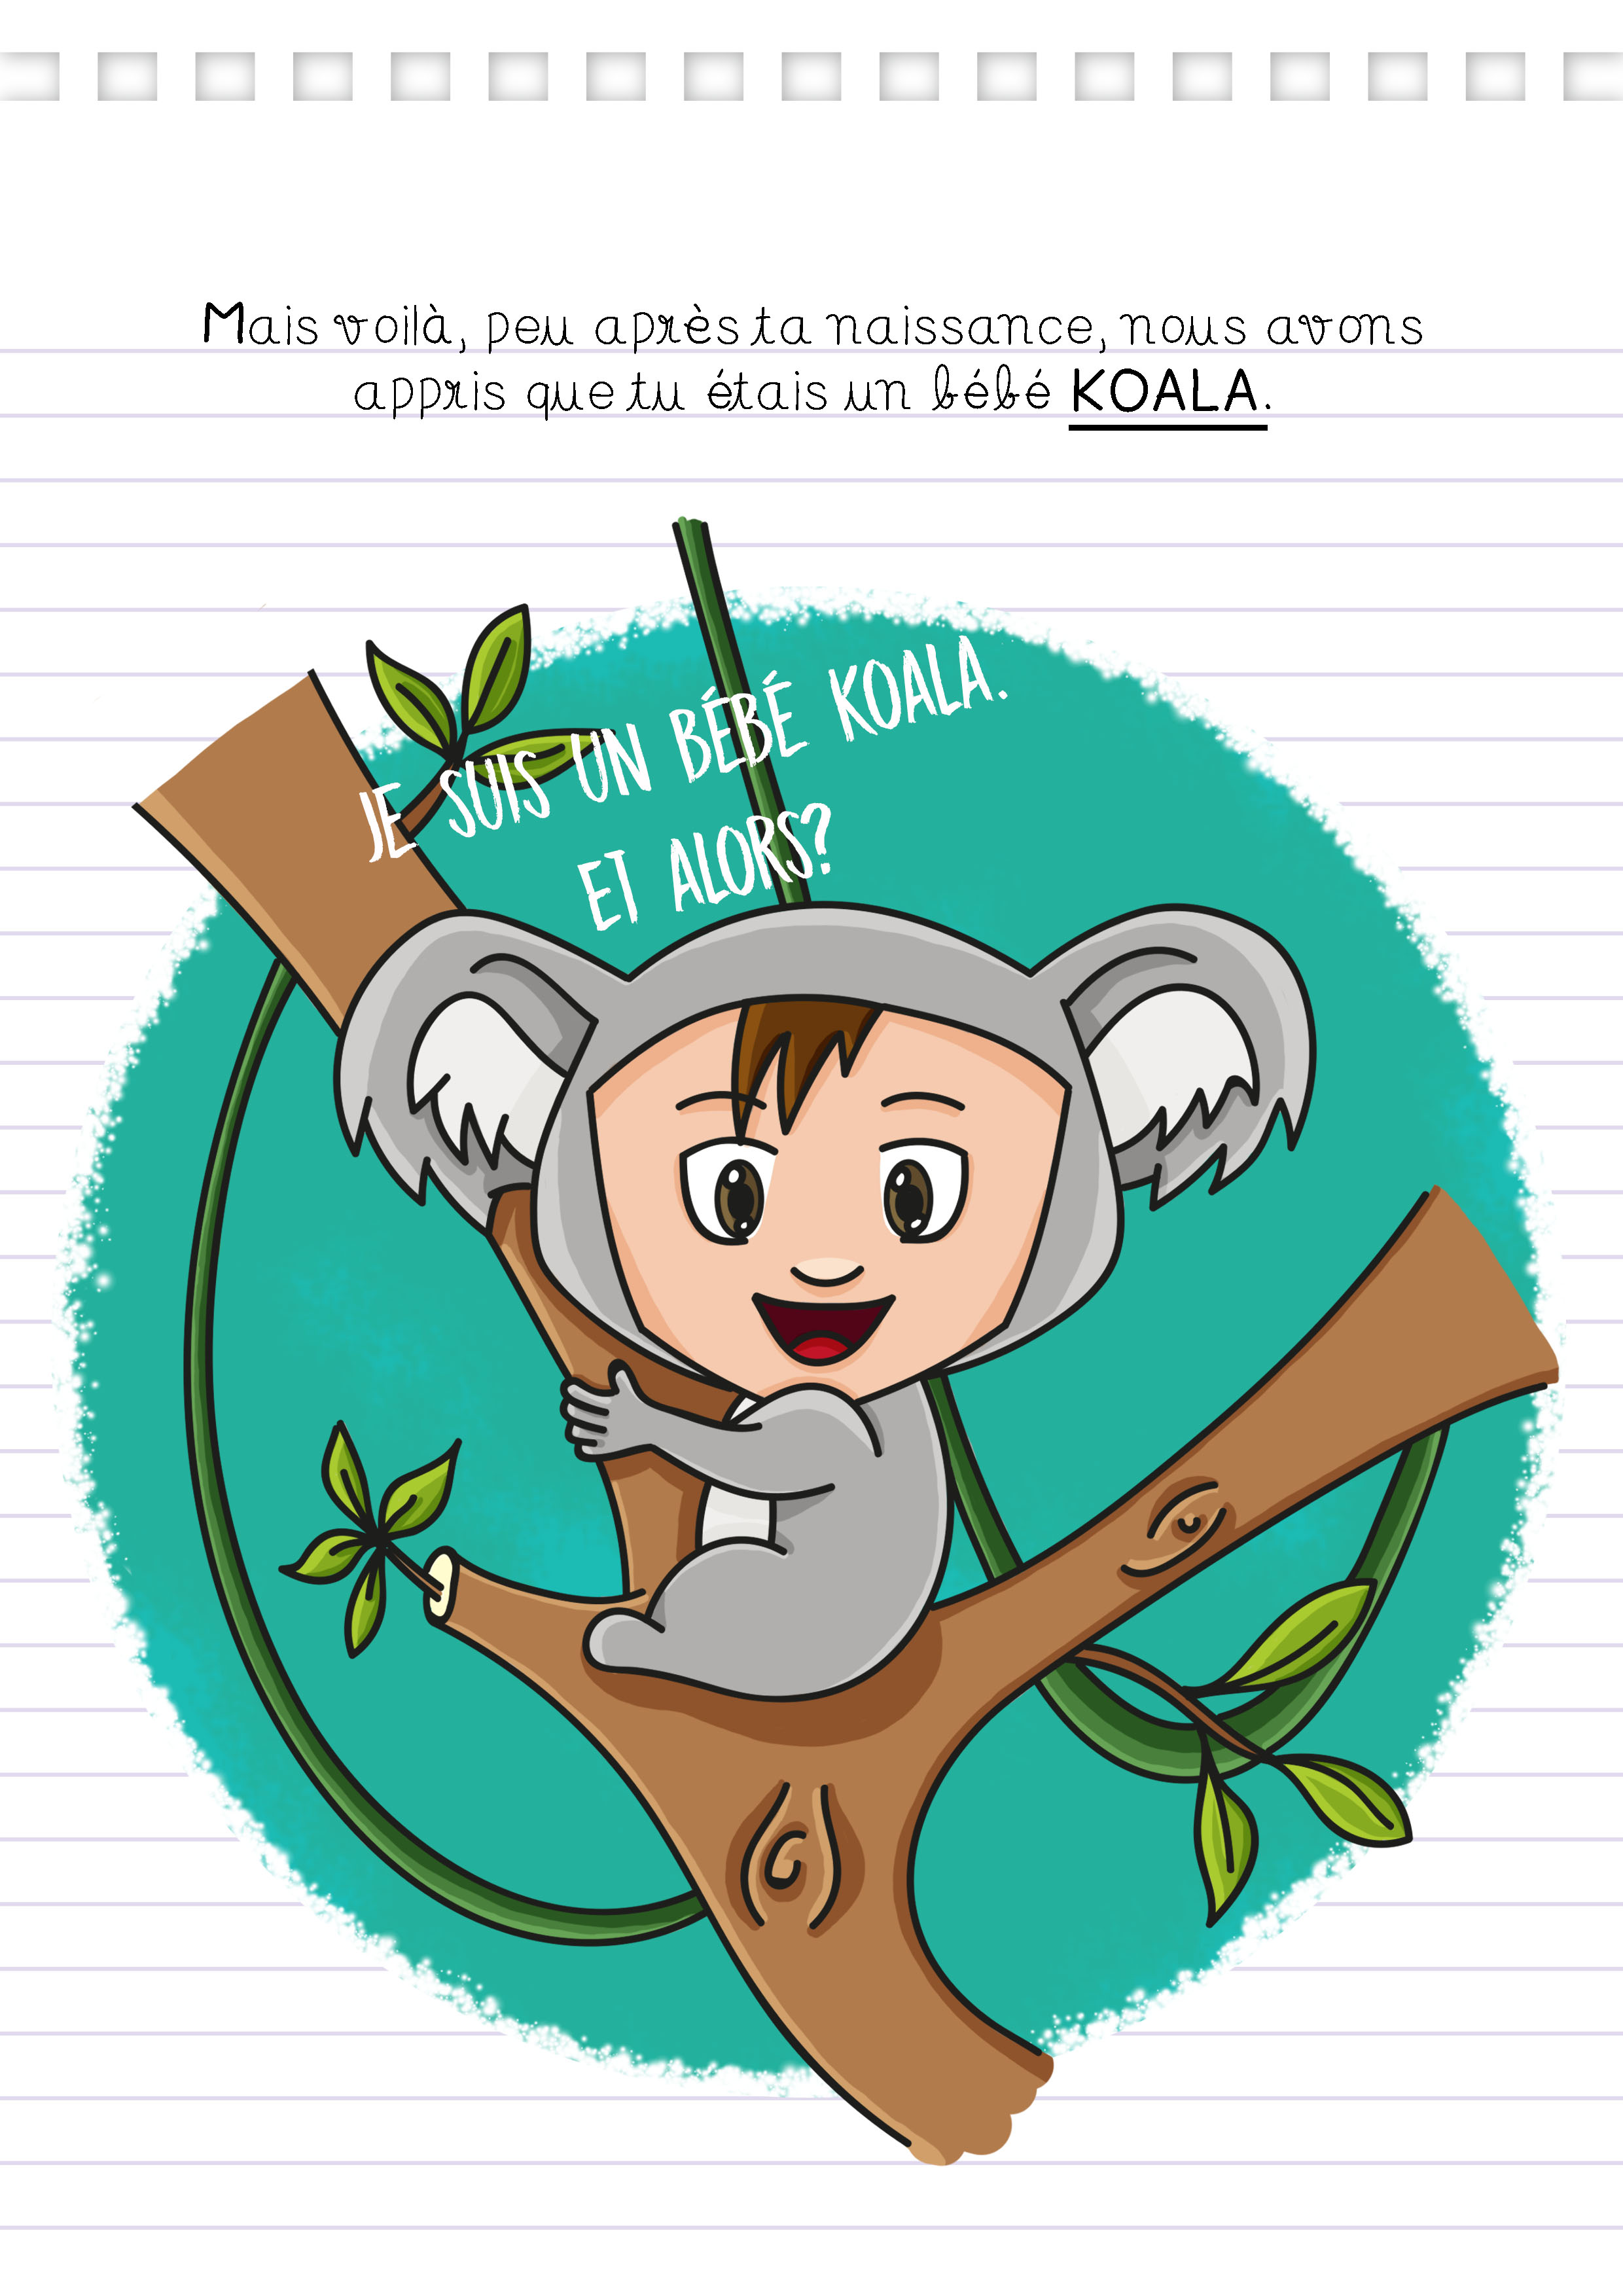 Mais voilà, peu après ta naissance, nous avons
appris que tu étais un bébé KOALA.
JE SUIS UN BÉBÉ KOALA.
ET ALORS?